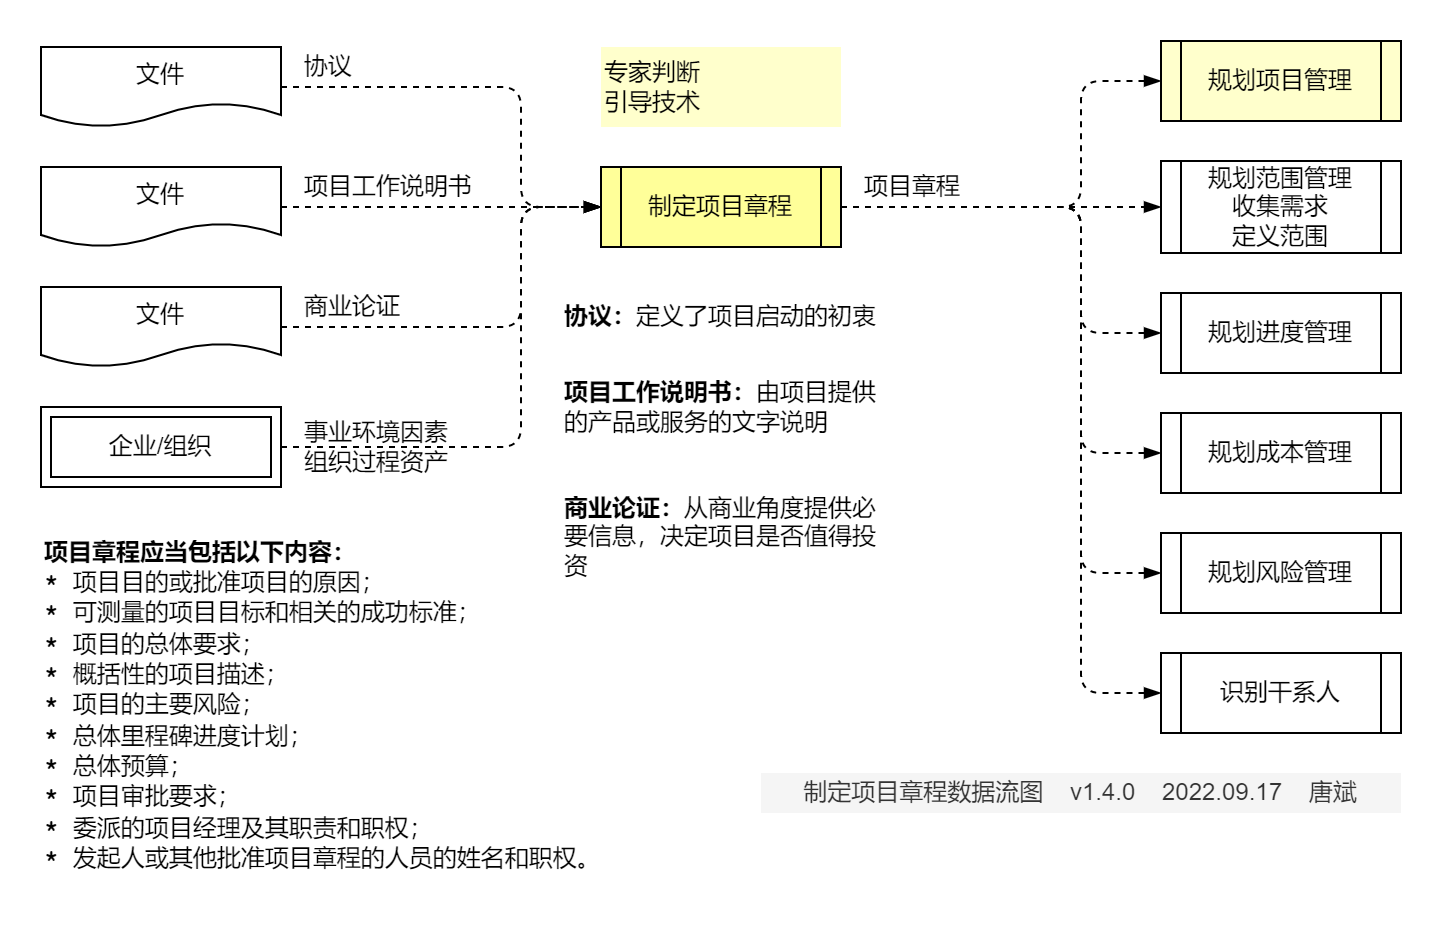 文件
协议
文件
项目工作说明书
文件
商业论证
企业/组织
事业环境因素
组织过程资产
专家判断
引导技术
制定项目章程
项目章程
协议：定义了项目启动的初衷
项目工作说明书：由项目提供
的产品或服务的文字说明
商业论证：从商业角度提供必
要信息，决定项目是否值得投
资
规划项目管理
规划范围管理
收集需求
定义范围
规划进度管理
规划成本管理
规划风险管理
识别干系人
项目章程应当包括以下内容：
* 项目目的或批准项目的原因；
* 可测量的项目目标和相关的成功标准；
* 项目的总体要求；
* 概括性的项目描述；
* 项目的主要风险；
* 总体里程碑进度计划；
* 总体预算；
* 项目审批要求；
* 委派的项目经理及其职责和职权；
* 发起人或其他批准项目章程的人员的姓名和职权。
制定项目章程数据流图 v1.4.0 2022.09.17 唐斌